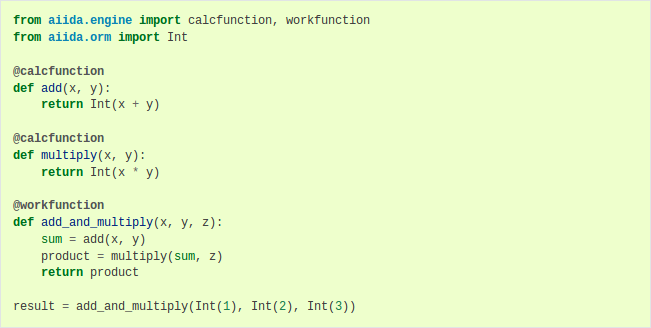 from aiida.engine import calcfunction, workfunction
from aiida.orm import Int

@calcfunction
def add(x, y):
    return Int(x + y)

@calcfunction
def multiply(x, y):
    return Int(x * y)

@workfunction
def add_and_multiply(x, y, z):
    sum = add(x, y)
    product = multiply(sum, z)
    return product

result = add_and_multiply(Int(1), Int(2), Int(3))